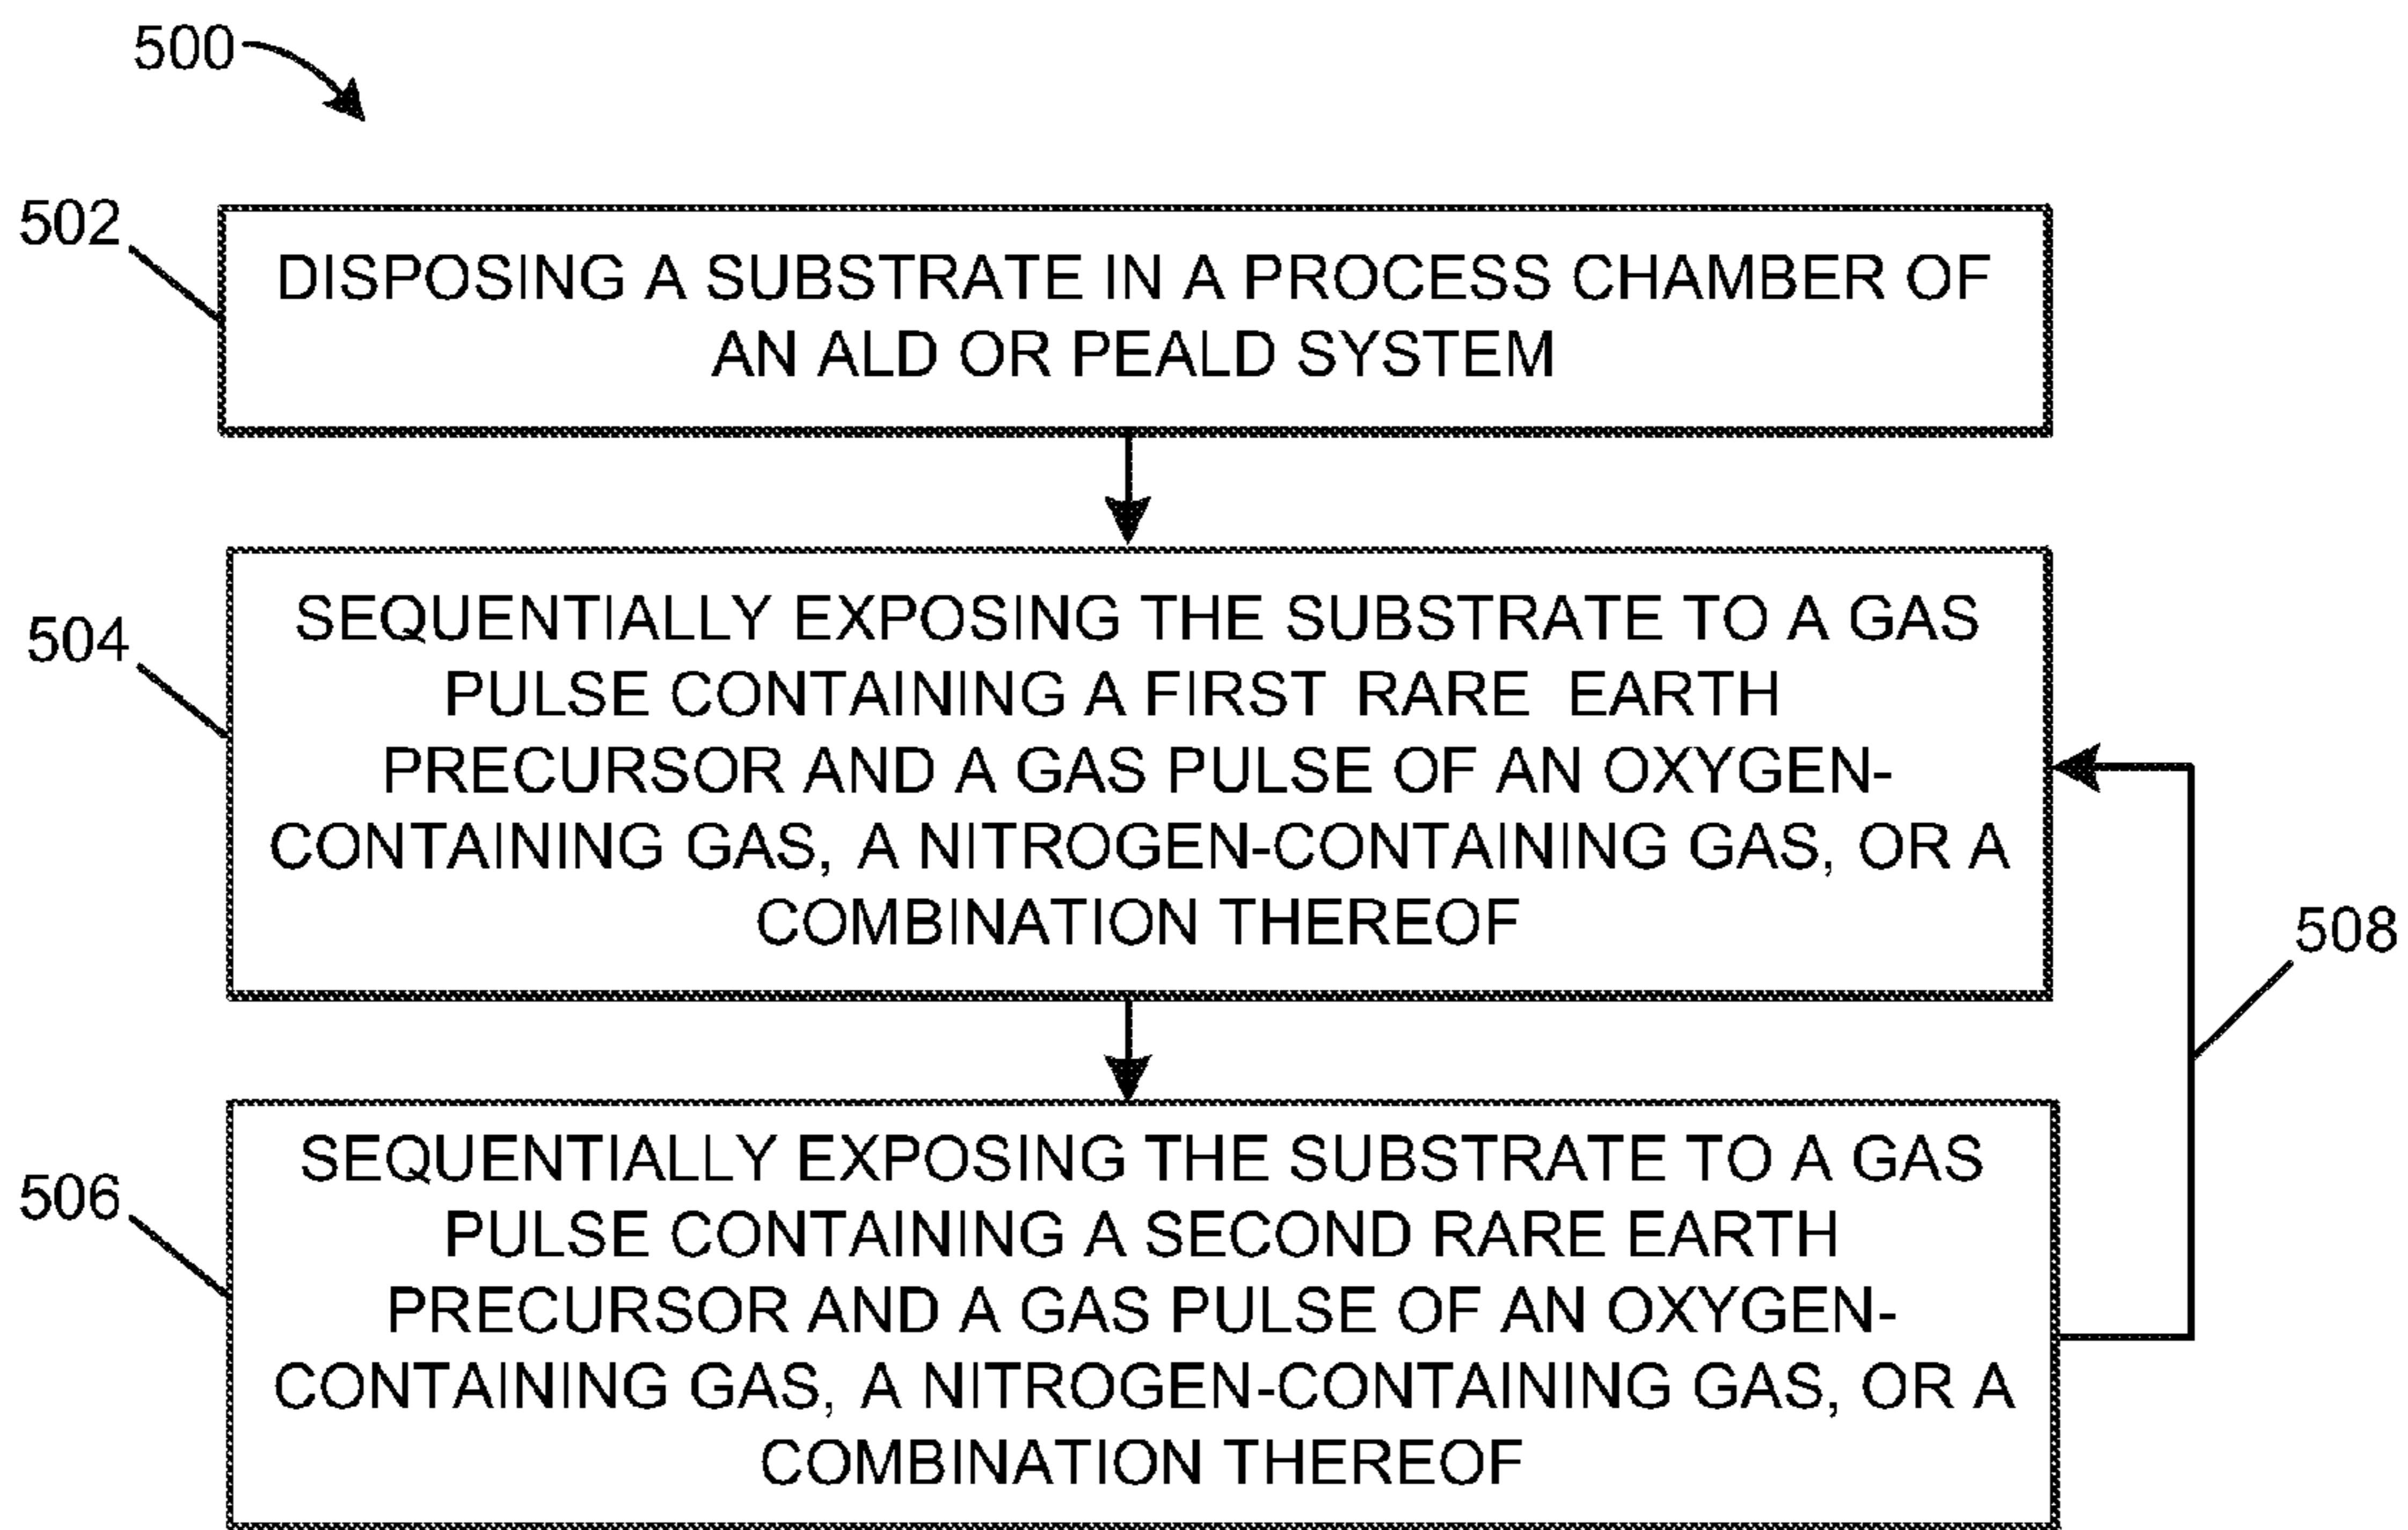 500
502
DISPOSING A SUBSTRATE IN A PROCESS CHAMBER OF
AN ALD OR PEALD SYSTEM
504
SEQUENTIALLY EXPOSING THE SUBSTRATE TO A GAS
PULSE CONTAINING A FIRST RARE EARTH
PRECURSOR AND A GAS PULSE OF AN OXYGEN-
CONTAINING GAS, A NITROGEN-CONTAINING GAS, OR A
COMBINATION THEREOF
508
506
SEQUENTIALLY EXPOSING THE SUBSTRATE TO A GAS
PULSE CONTAINING A SECOND RARE EARTH
PRECURSOR AND A GAS PULSE OF AN OXYGEN-
CONTAINING GAS, A NITROGEN-CONTAINING GAS, OR A
COMBINATION THEREOF